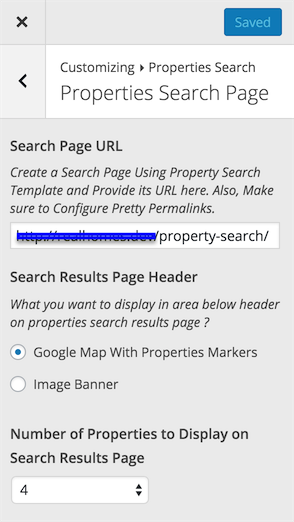 Saved
Customizing ▸ Properties Search
Properties Search Page
Search Page URL
Create a Search Page Using Property Search
Template and Provide its URL here. Also, Make
sure to Configure Pretty Permalinks.
/property-search/
Search Results Page Header
What you want to display in area below header
on properties search results page ?
Google Map With Properties Markers
Image Banner
Number of Properties to Display on
Search Results Page
4